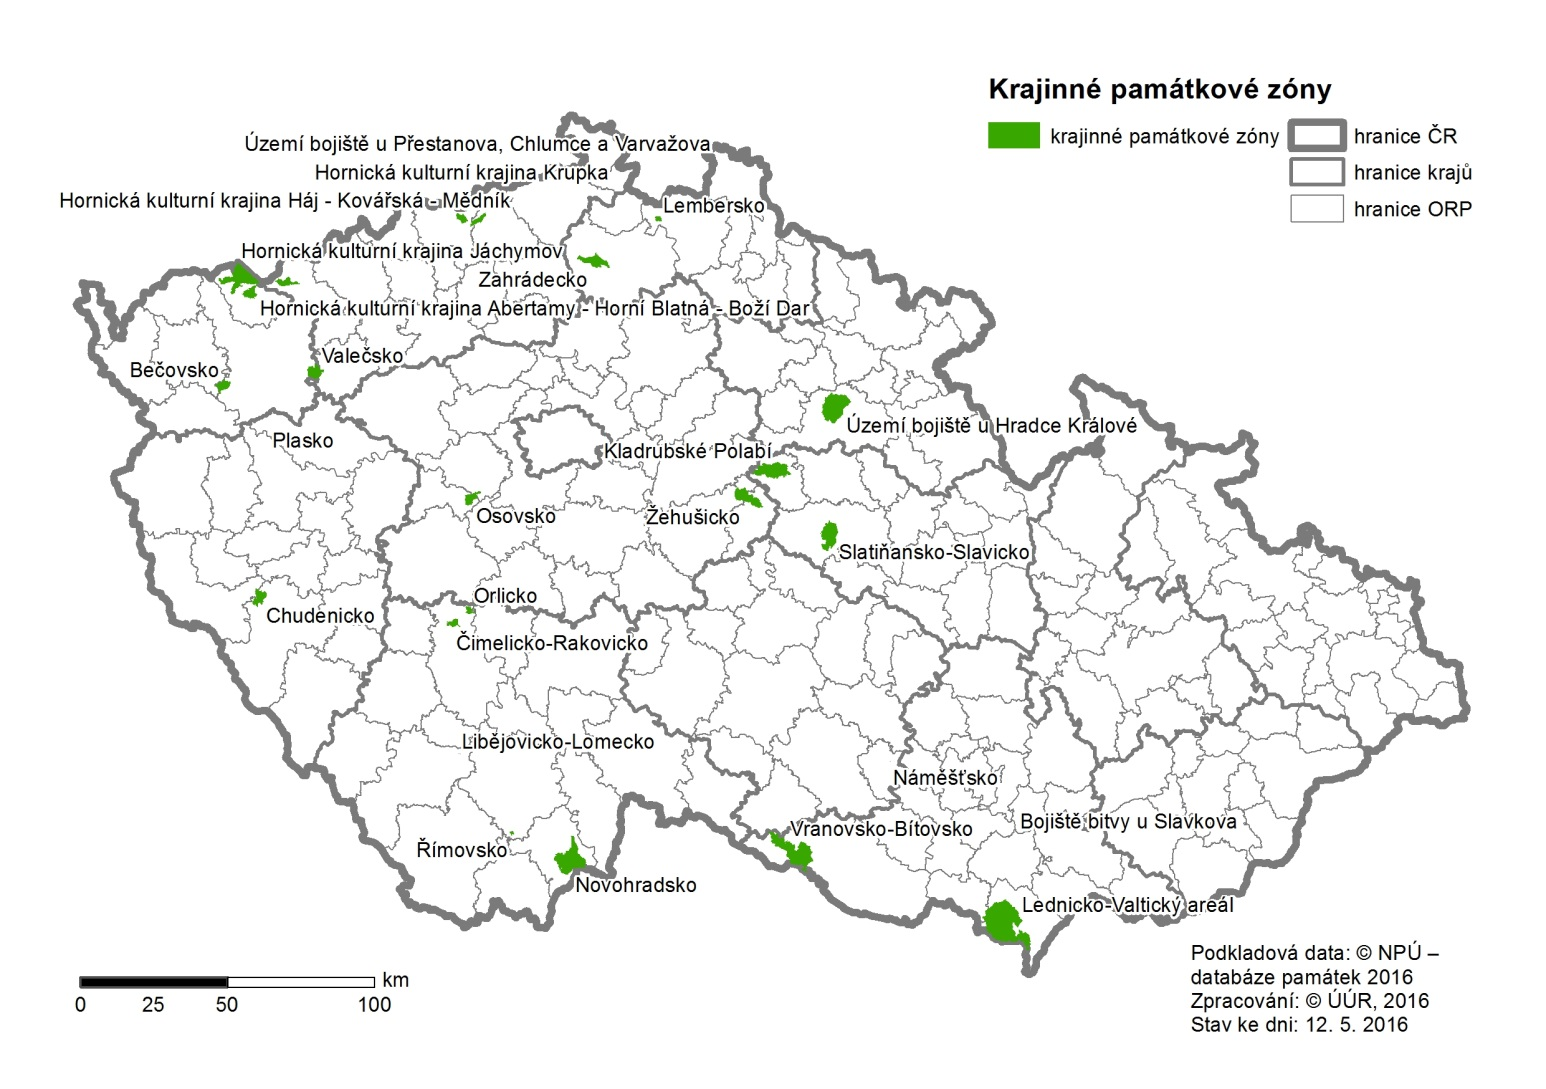 Krajinné památkové zóny
krajinné památkové zóny
hranice ČR
hranice krajů
hranice ORP
Území bojiště u Přestanova, Chlumce a Varvažova
Hornická kulturní krajina Krupka
Hornická kulturní krajina Háj - Kovářská - Mědník
Lembersko
Hornická kulturní krajina Jáchymov
Zahrádecko
Hornická kulturní krajina Abertamy - Horní Blatná - Boží Dar
Valečsko
Bečovsko
Území bojiště u Hradce Králové
Plasko
Kladrubské Polabí
Osovsko
Žehušicko
Slatiňansko-Slavicko
Orlicko
Chudenicko
Čimelicko-Rakovicko
Libějovicko-Lomecko
Náměšťsko
Bojiště bitvy u Slavkova
Vranovsko-Bítovsko
Římovsko
Novohradsko
Lednicko-Valtický areál
Podkladová data: © NPÚ –
databáze památek 2016
Zpracování: © ÚÚR, 2016
Stav ke dni: 12. 5. 2016
km
0 25 50 100